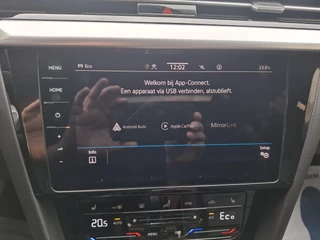 MENU
Eco
12:02
23.0
HOME
Welkom bij App-Connect.
Een apparaat via USB verbinden, alstublieft.
Android Auto
Apple CarPlay
MirrorLink
Info
Setup
20.5
MENU
Eco